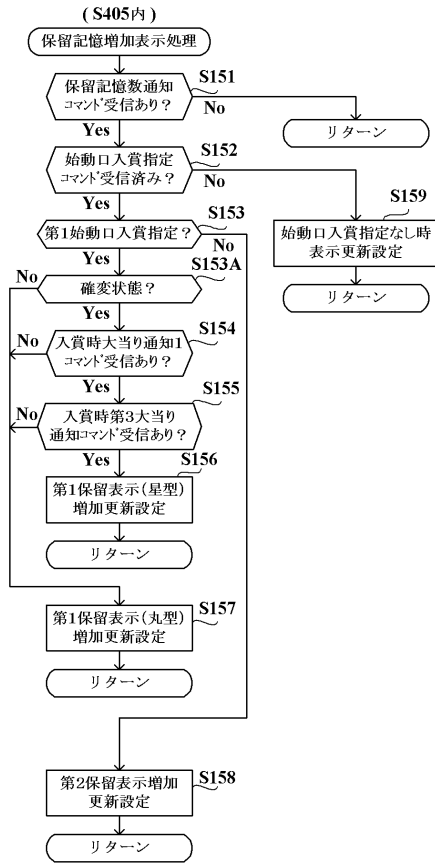 ( S405内 )
保留記憶増加表示処理
S151
保留記憶数通知
コマンド受信あり？
No
Yes
リターン
S152
始動口入賞指定
コマンド受信済み？
No
Yes
S159
始動口入賞指定なし時
表示更新設定
リターン
S153
第1始動口入賞指定？
No
Yes
S153A
No
確変状態？
Yes
S154
入賞時大当り通知1
コマンド受信あり？
No
Yes
S155
入賞時第3大当り
通知コマンド受信あり？
No
Yes
S156
第1保留表示（星型）
増加更新設定
リターン
S157
第1保留表示（丸型）
増加更新設定
リターン
S158
第2保留表示増加
更新設定
リターン